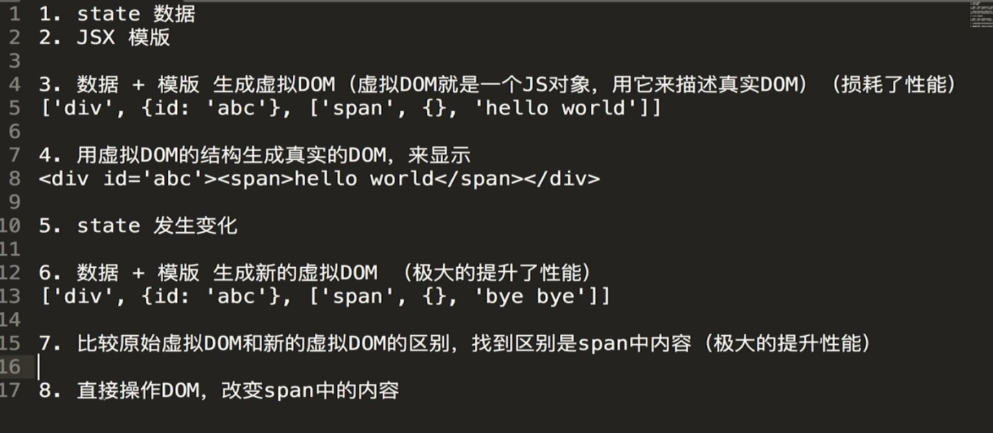 1 1. state 数据
2 2. JSX 模版
3
4 3. 数据 + 模版 生成虚拟DOM（虚拟DOM就是一个JS对象，用它来描述真实DOM）（损耗了性能）
5 ['div', {id: 'abc'}, ['span', {}, 'hello world']]
6
7 4. 用虚拟DOM的结构生成真实的DOM，来显示
8 <div id='abc'><span>hello world</span></div>
9
10 5. state 发生变化
11
12 6. 数据 + 模版 生成新的虚拟DOM （极大的提升了性能）
13 ['div', {id: 'abc'}, ['span', {}, 'bye bye']]
14
15 7. 比较原始虚拟DOM和新的虚拟DOM的区别，找到区别是span中内容（极大的提升性能）
16
17 8. 直接操作DOM，改变span中的内容